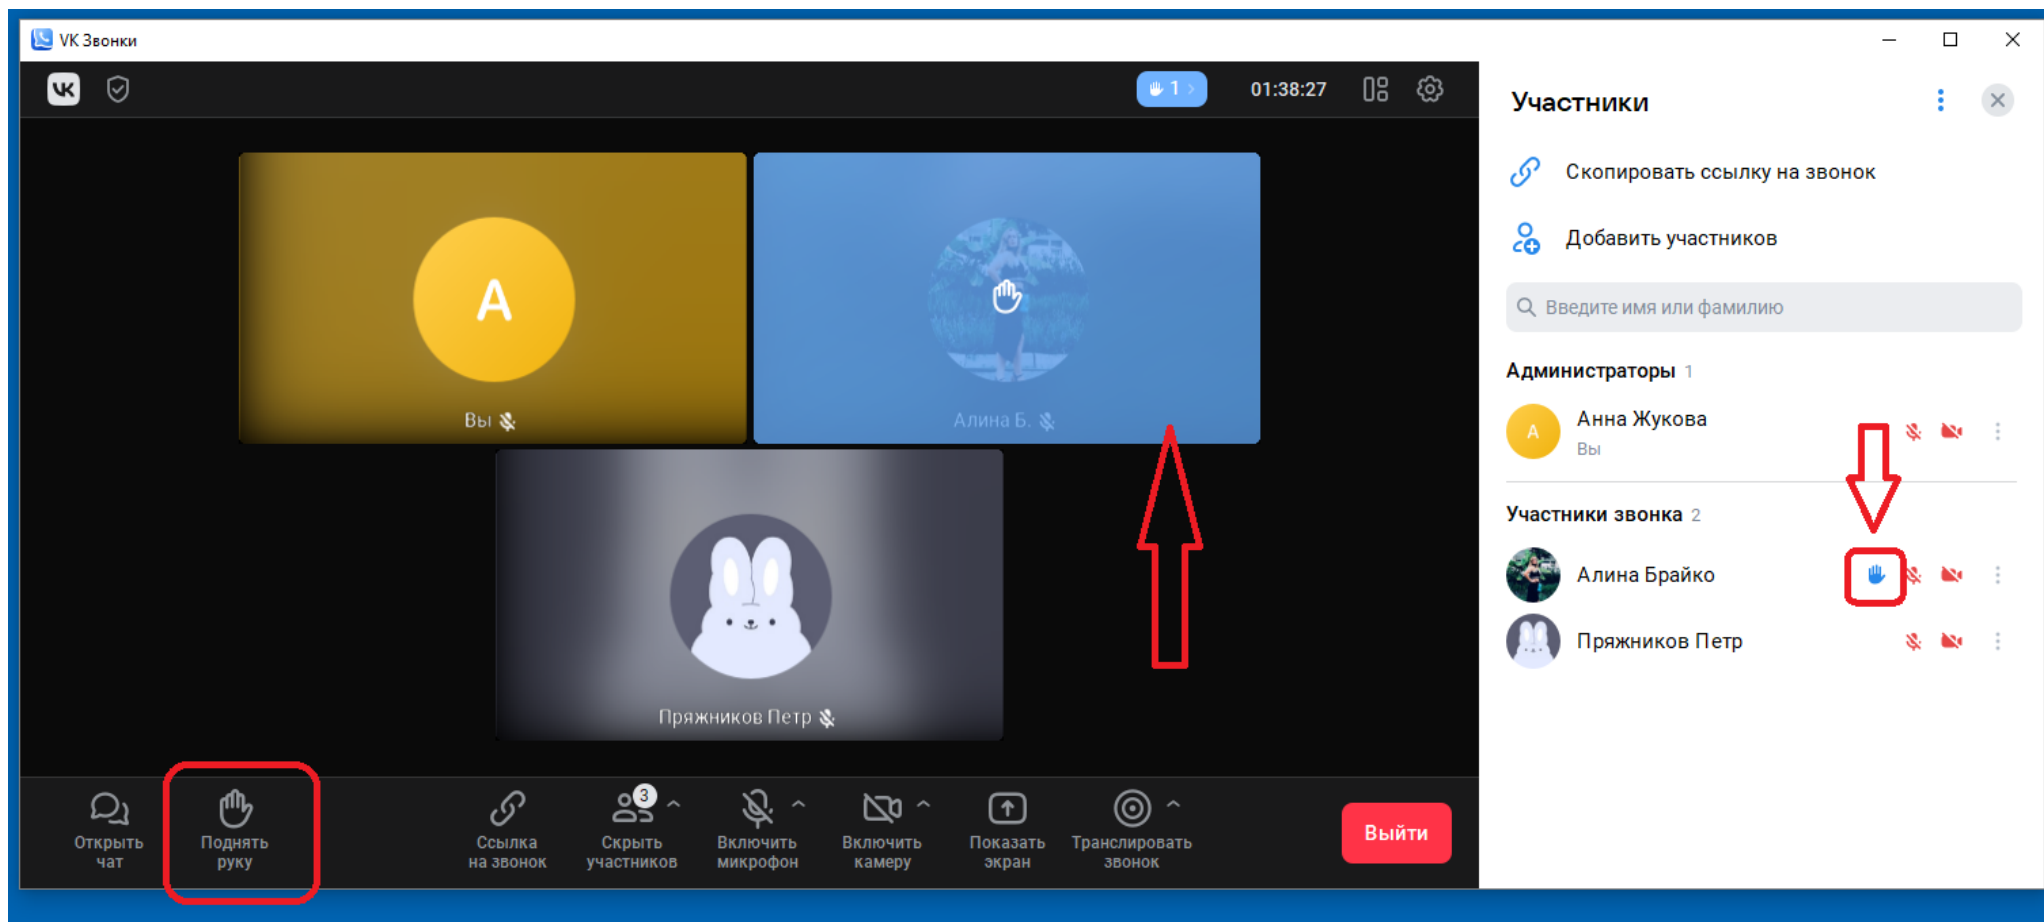 VK Звонки
1
01:38:27
A
Вы
Алина Б.
Пряжников Петр
Открыть
чат
Поднять
руку
Ссылка
на звонок
3
Скрыть
участников
Включить
микрофон
Включить
камеру
Показать
экран
Транслировать
звонок
Выйти
Участники
Скопировать ссылку на звонок
Добавить участников
Введите имя или фамилию
Администраторы 1
А
Анна Жукова
Вы
Участники звонка 2
Алина Брайко
Пряжников Петр